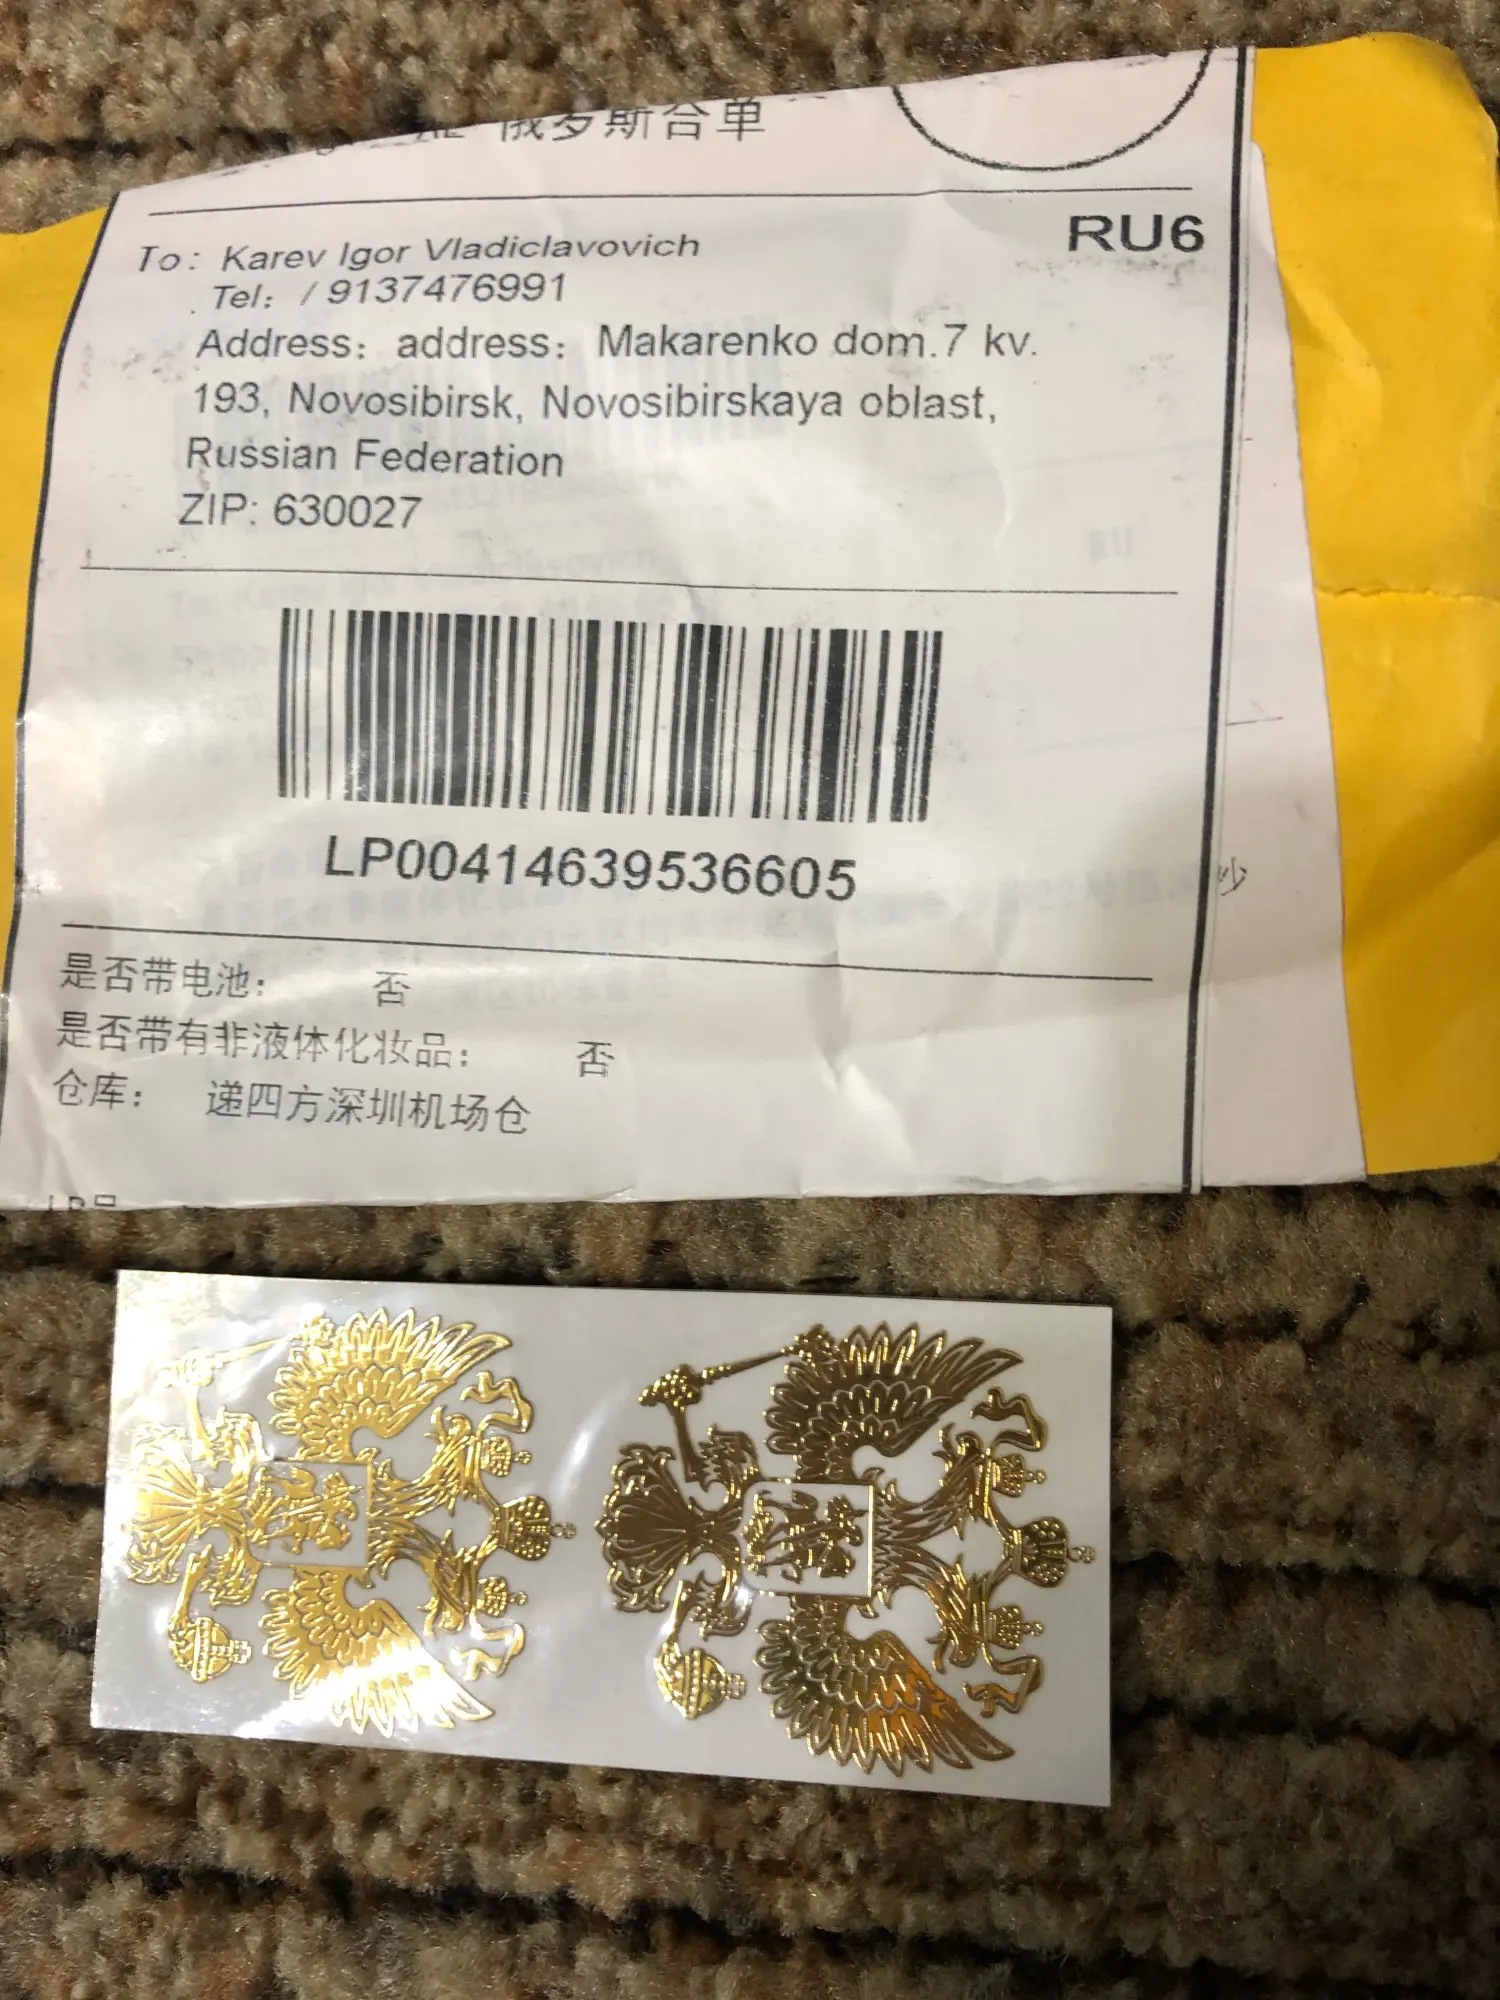 俄罗斯合单
RU6
To: Karev Igor Vladiclavovich
Tel: / 9137476991
Address: address: Makarenko dom.7 kv.
193, Novosibirsk, Novosibirskaya oblast,
Russian Federation
ZIP: 630027
LP00414639536605
是否带电池: 否
是否带有非液体化妆品: 否
仓库: 递四方深圳机场仓